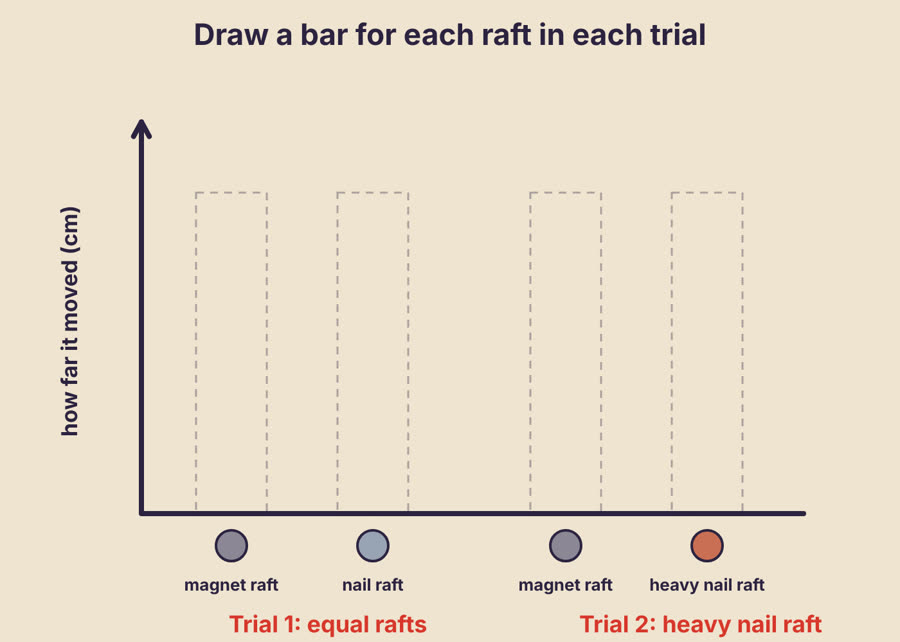 Draw a bar for each raft in each trial
how far it moved (cm)
magnet raft
nail raft
magnet raft
heavy nail raft
Trial 1: equal rafts
Trial 2: heavy nail raft